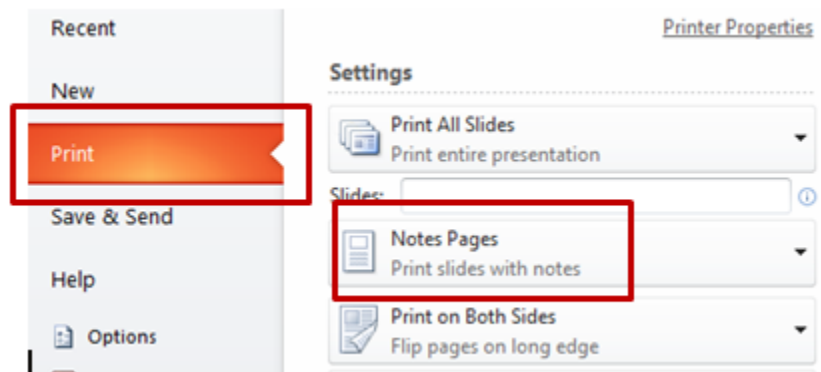 Recent
New
Print
Save & Send
Help
Options
Printer Properties
Settings
Print All Slides
Print entire presentation
Slides:
Notes Pages
Print slides with notes
Print on Both Sides
Flip pages on long edge